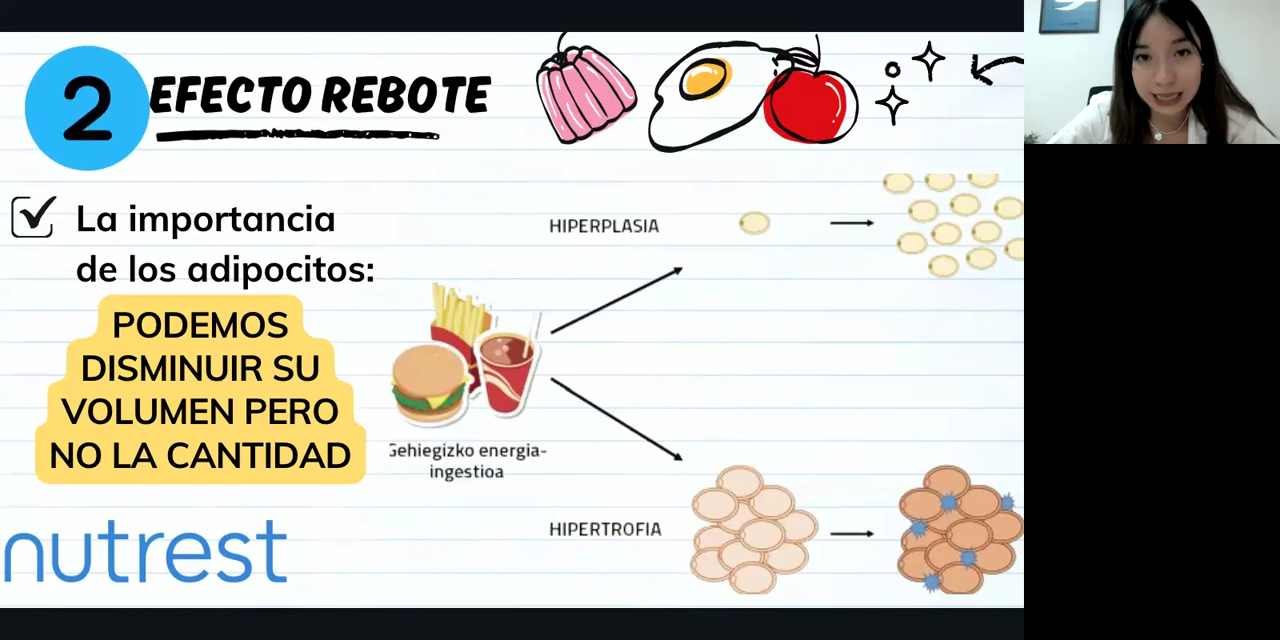 2
EFECTO REBOTE
La importancia
de los adipocitos:
PODEMOS
DISMINUIR SU
VOLUMEN PERO
NO LA CANTIDAD
nutrest
HIPERPLASIA
Gehiegizko energia-
ingestioa
HIPERTROFIA